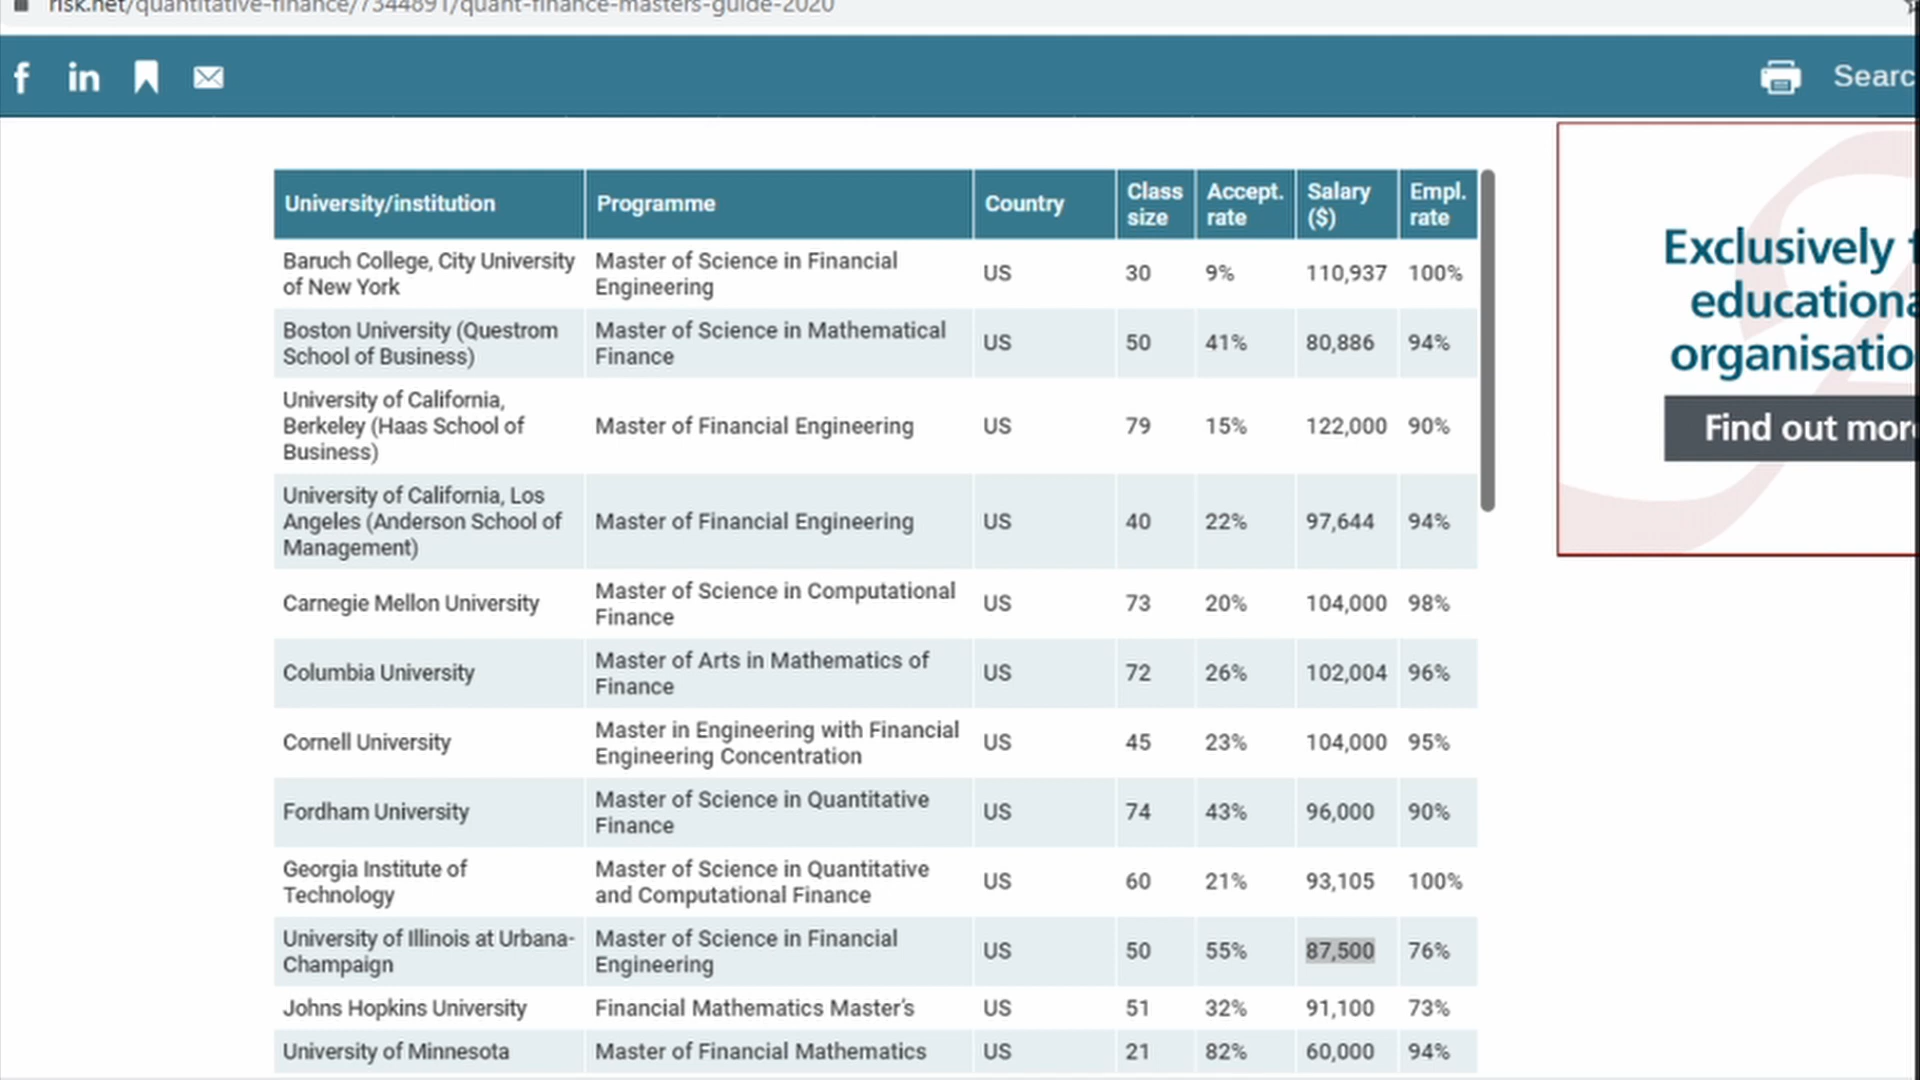 risk.net/quantitative-finance/7344891/quant-finance-masters-guide-2020
f in
Searc
University/institution Programme Country Class size Accept. rate Salary ($) Empl. rate
Baruch College, City University of New York Master of Science in Financial Engineering US 30 9% 110,937 100%
Boston University (Questrom School of Business) Master of Science in Mathematical Finance US 50 41% 80,886 94%
University of California, Berkeley (Haas School of Business) Master of Financial Engineering US 79 15% 122,000 90%
University of California, Los Angeles (Anderson School of Management) Master of Financial Engineering US 40 22% 97,644 94%
Carnegie Mellon University Master of Science in Computational Finance US 73 20% 104,000 98%
Columbia University Master of Arts in Mathematics of Finance US 72 26% 102,004 96%
Cornell University Master in Engineering with Financial Engineering Concentration US 45 23% 104,000 95%
Fordham University Master of Science in Quantitative Finance US 74 43% 96,000 90%
Georgia Institute of Technology Master of Science in Quantitative and Computational Finance US 60 21% 93,105 100%
University of Illinois at Urbana-Champaign Master of Science in Financial Engineering US 50 55% 87,500 76%
Johns Hopkins University Financial Mathematics Master's US 51 32% 91,100 73%
University of Minnesota Master of Financial Mathematics US 21 82% 60,000 94%
Exclusively f
educationa
organisatio
Find out mor